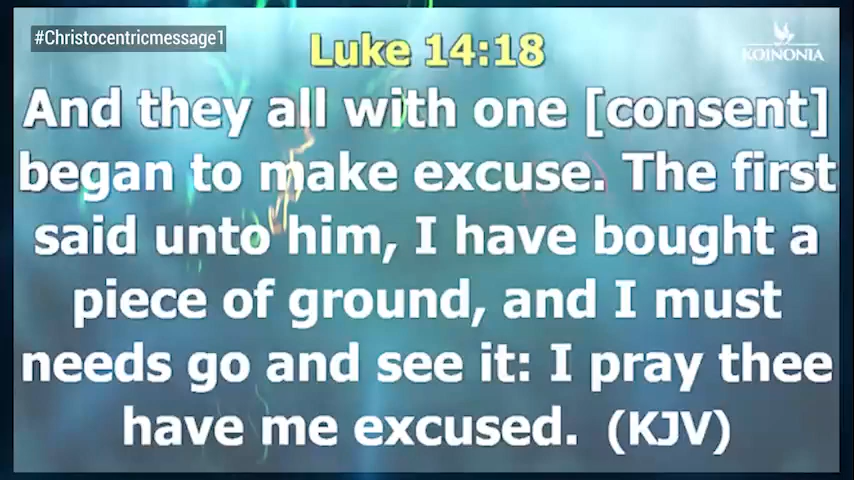 #Christocentricmessage1
KOINONIA
Luke 14:18
And they all with one [consent]
began to make excuse. The first
said unto him, I have bought a
piece of ground, and I must
needs go and see it: I pray thee
have me excused. (KJV)